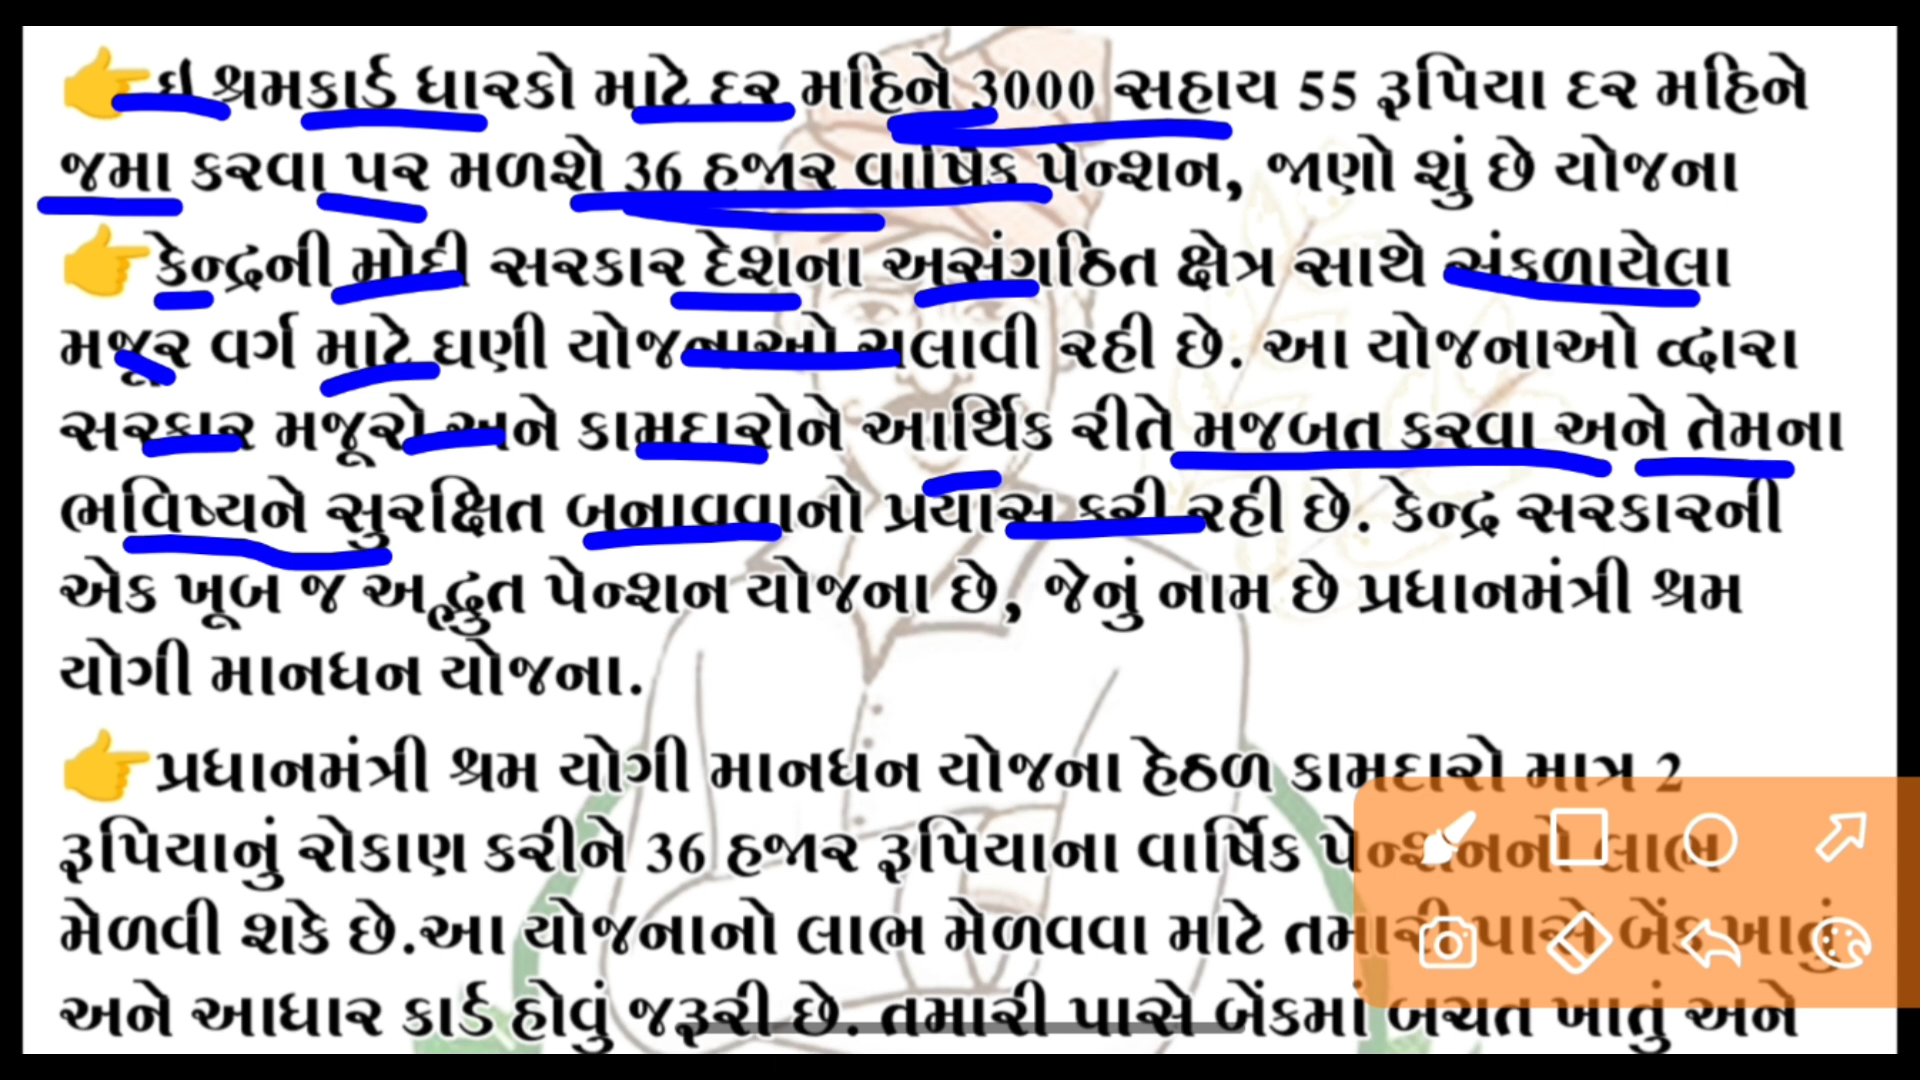 👉ઈ શ્રમકાર્ડ ધારકો માટે દર મહિને 3000 સહાય 55 રૂપિયા દર મહિને
જમા કરવા પર મળશે 36 હજાર વાર્ષિક પેન્શન, જાણો શું છે યોજના
👉કેન્દ્રની મોદી સરકાર દેશના અસંગઠિત ક્ષેત્ર સાથે સંકળાયેલા
મજૂર વર્ગ માટે ઘણી યોજનાઓ ચલાવી રહી છે. આ યોજનાઓ દ્વારા
સરકાર મજૂરો અને કામદારોને આર્થિક રીતે મજબત કરવા અને તેમના
ભવિષ્યને સુરક્ષિત બનાવવાનો પ્રયાસ કરી રહી છે. કેન્દ્ર સરકારની
એક ખૂબ જ અદ્ભુત પેન્શન યોજના છે, જેનું નામ છે પ્રધાનમંત્રી શ્રમ
યોગી માનધન યોજના.
👉પ્રધાનમંત્રી શ્રમ યોગી માનધન યોજના હેઠળ કામદારો માત્ર 2
રૂપિયાનું રોકાણ કરીને 36 હજાર રૂપિયાના વાર્ષિક પેન્શનનો લાભ
મેળવી શકે છે.આ યોજનાનો લાભ મેળવવા માટે તમારી પાસે બેંક ખાતું
અને આધાર કાર્ડ હોવું જરૂરી છે. તમારી પાસે બેંકમાં બચત ખાતું અને